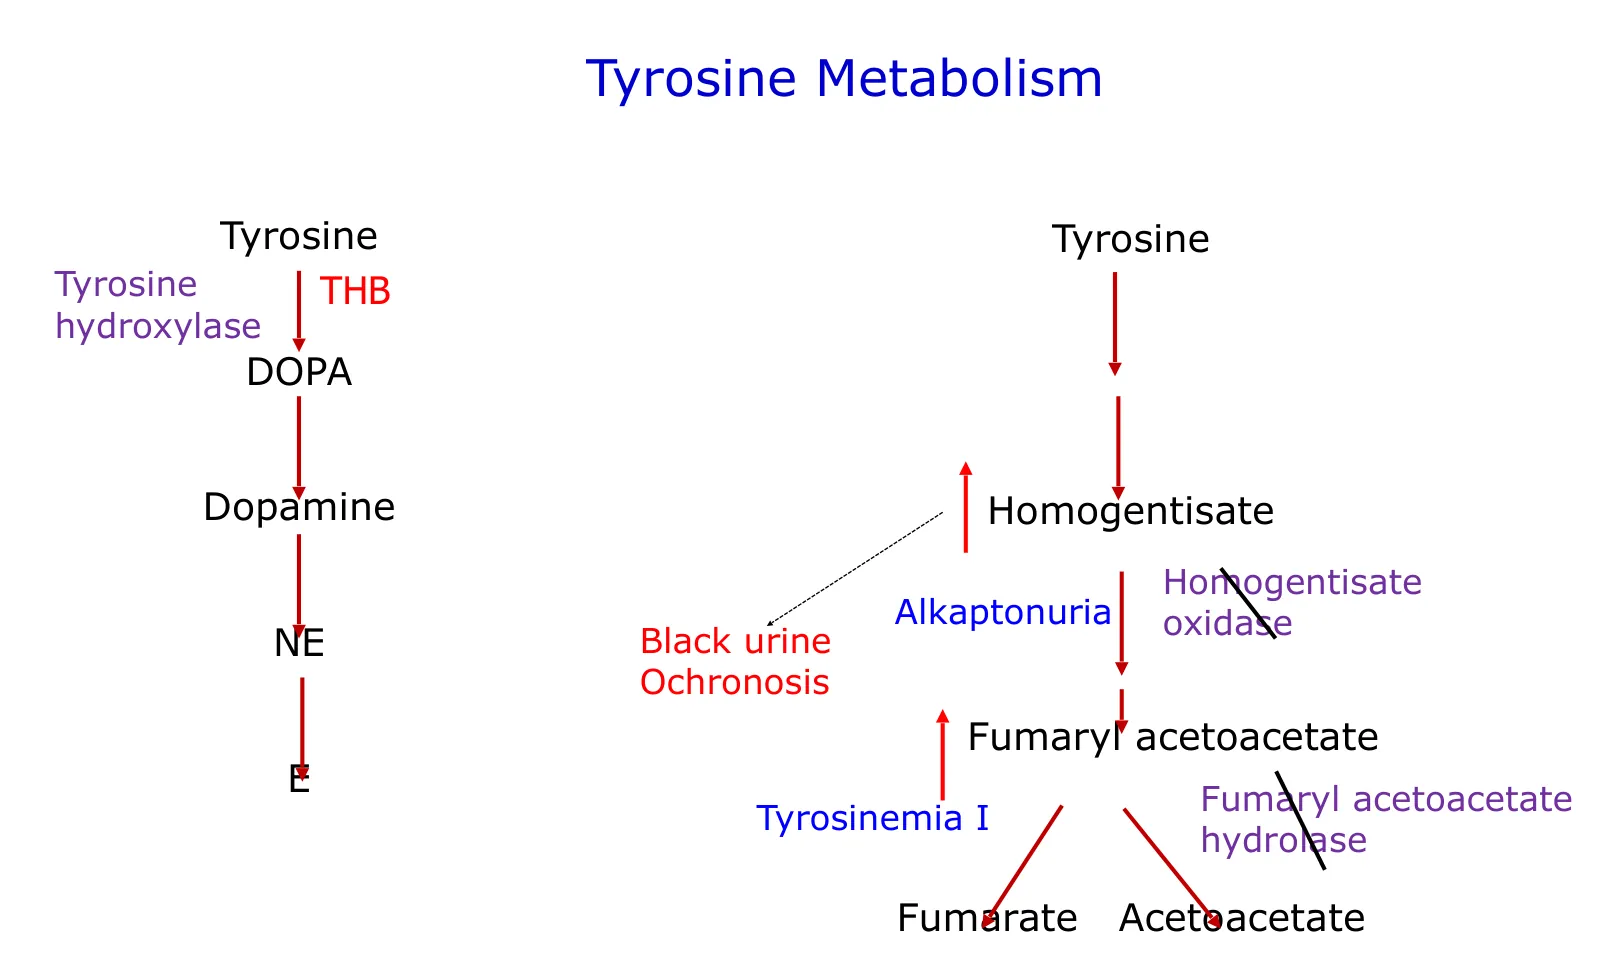 Tyrosine Metabolism
Tyrosine
Tyrosine
hydroxylase
THB
DOPA
Dopamine
NE
E
Tyrosine
Homogentisate
Homogentisate
oxidase
Alkaptonuria
Black urine
Ochronosis
Fumaryl acetoacetate
Fumaryl acetoacetate
hydrolase
Tyrosinemia I
Fumarate
Acetoacetate